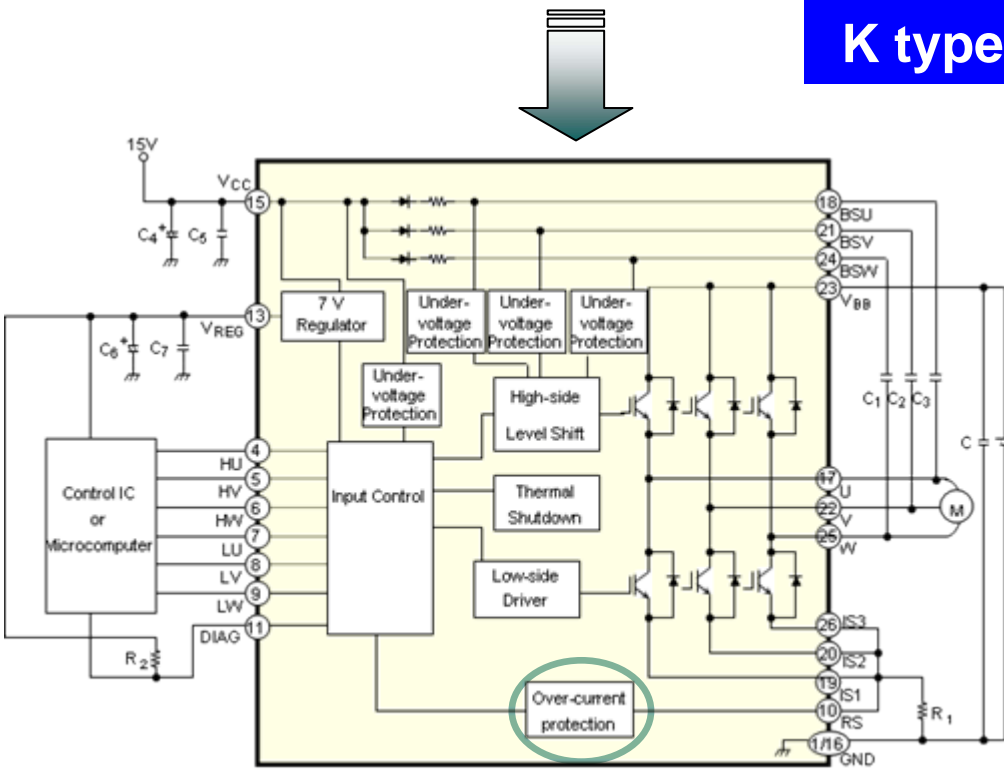 K type
15V
VCC
15
C4
+
C5
18
BSU
21
BSV
24
BSW
23
VBB
7 V
Regulator
Under-
voltage
Protection
Under-
voltage
Protection
Under-
voltage
Protection
13
VREG
C6
+
C7
Under-
voltage
Protection
High-side
Level Shift
C1
C2
C3
C
Control IC
or
Microcomputer
4
HU
5
HV
6
HW
7
LU
8
LV
9
LW
11
DIAG
R2
Input Control
Thermal
Shutdown
Low-side
Driver
17
U
22
V
25
W
M
26
IS3
20
IS2
19
IS1
10
RS
R1
1/16
GND
Over-current
protection